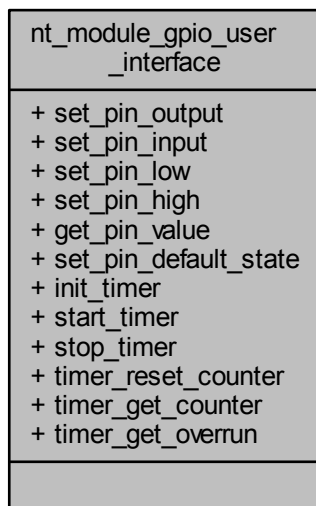 nt_module_gpio_user
_interface
+ set_pin_output
+ set_pin_input
+ set_pin_low
+ set_pin_high
+ get_pin_value
+ set_pin_default_state
+ init_timer
+ start_timer
+ stop_timer
+ timer_reset_counter
+ timer_get_counter
+ timer_get_overrun